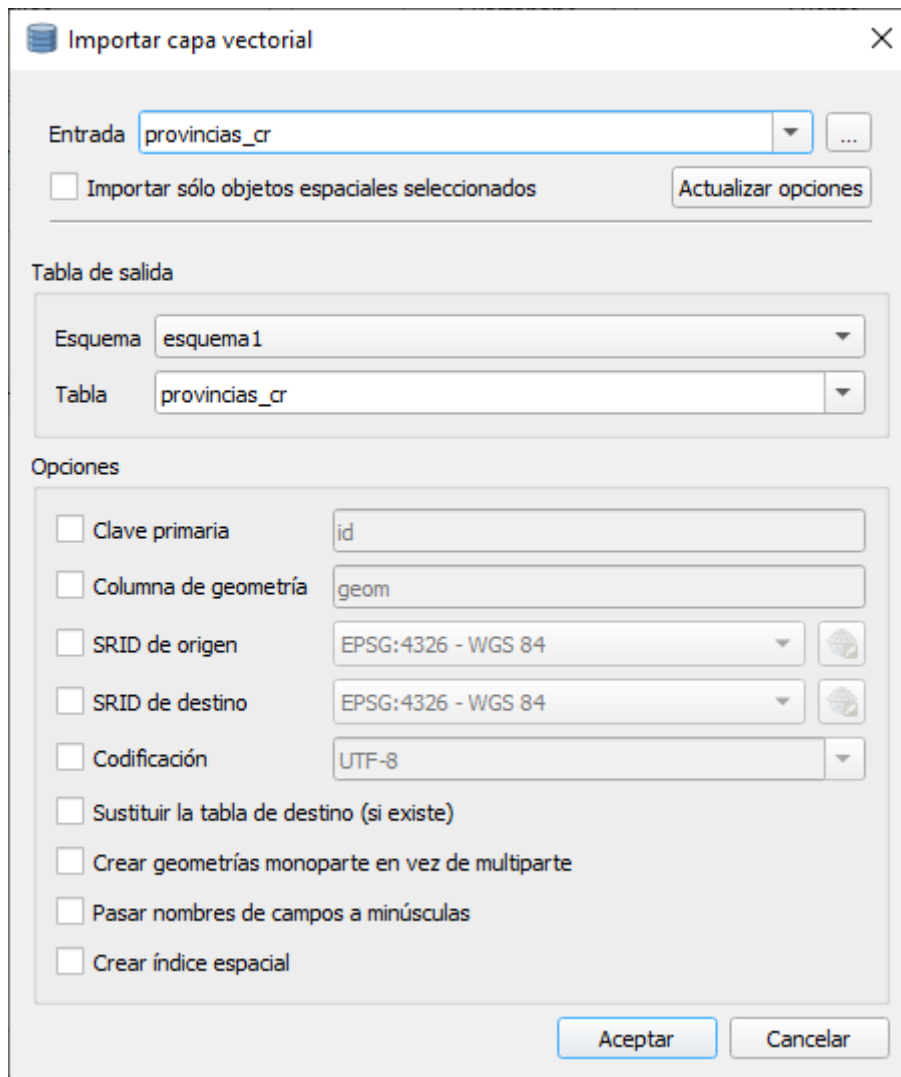 Importar capa vectorial
Entrada provincias_cr ...
Importar sólo objetos espaciales seleccionados Actualizar opciones
Tabla de salida
Esquema esquema1
Tabla provincias_cr
Opciones
Clave primaria id
Columna de geometría geom
SRID de origen EPSG:4326 - WGS 84
SRID de destino EPSG:4326 - WGS 84
Codificación UTF-8
Sustituir la tabla de destino (si existe)
Crear geometrías monoparte en vez de multiparte
Pasar nombres de campos a minúsculas
Crear índice espacial
Aceptar Cancelar